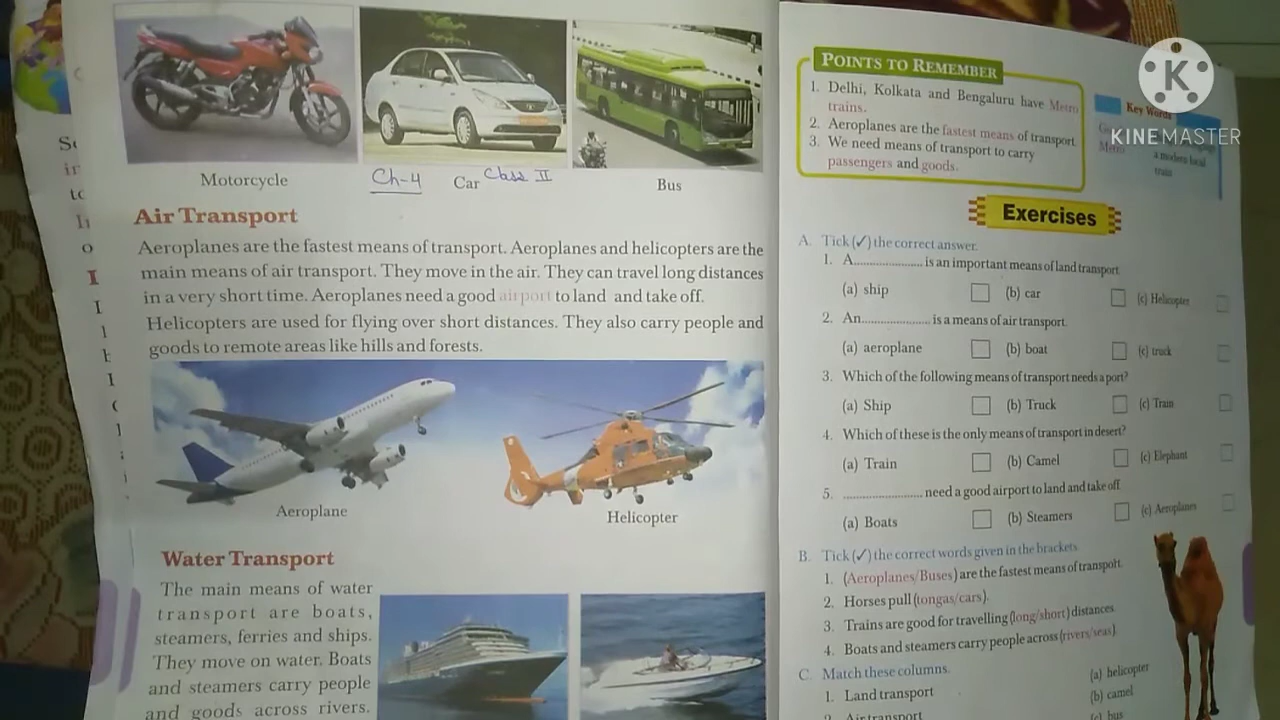 Motorcycle
Ch-4
Car
Class II
Bus
Air Transport
Aeroplanes are the fastest means of transport. Aeroplanes and helicopters are the
main means of air transport. They move in the air. They can travel long distances
in a very short time. Aeroplanes need a good airport to land and take off.
Helicopters are used for flying over short distances. They also carry people and
goods to remote areas like hills and forests.
Aeroplane
Helicopter
Water Transport
The main means of water
transport are boats,
steamers, ferries and ships.
They move on water. Boats
and steamers carry people
and goods across rivers.
POINTS TO REMEMBER
1. Delhi, Kolkata and Bengaluru have Metro
trains.
2. Aeroplanes are the fastest means of transport
3. We need means of transport to carry
passengers and goods.
Key Words
Metro
a modern local
train
K
KINEMASTER
Exercises
A. Tick (✓) the correct answer.
1. A...................... is an important means of land transport
(a) ship (b) car (c) Helicopter
2. An...................... is a means of air transport.
(a) aeroplane (b) boat (c) truck
3. Which of the following means of transport needs a port?
(a) Ship (b) Truck (c) Train
4. Which of these is the only means of transport in desert?
(a) Train (b) Camel (c) Elephant
5. ......................... need a good airport to land and take off
(a) Boats (b) Steamers (c) Aeroplanes
B. Tick (✓) the correct words given in the brackets.
1. (Aeroplanes/Buses) are the fastest means of transport.
2. Horses pull (tongas/cars).
3. Trains are good for travelling (long/short) distances.
4. Boats and steamers carry people across (rivers/seas).
C. Match these columns.
1. Land transport (a) helicopter
2. Air transport (b) camel
(c) bus